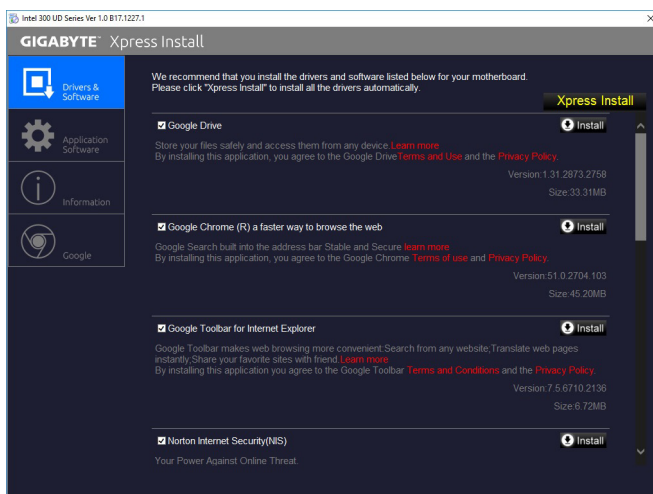 Intel 300 UD Series Ver 1.0 B17.1227.1
GIGABYTE™ Xpress Install
Drivers &
Software
Application
Software
Information
Google
We recommend that you install the drivers and software listed below for your motherboard.
Please click "Xpress Install" to install all the drivers automatically.
Xpress Install
Google Drive
Install
Store your files safely and access them from any device.Learn more
By installing this application, you agree to the Google DriveTerms and Use and the Privacy Policy.
Version:1.31.2873.2758
Size:33.31MB
Google Chrome (R) a faster way to browse the web
Install
Google Search built into the address bar Stable and Secure learn more
By installing this application, you agree to the Google Chrome Terms of use and Privacy Policy.
Version:51.0.2704.103
Size:45.20MB
Google Toolbar for Internet Explorer
Install
Google Toolbar makes web browsing more convenient:Search from any website;Translate web pages
instantly;Share your favorite sites with friend.Learn more
By installing this application you agree to the Google Toolbar Terms and Conditions and the Privacy Policy.
Version:7.5.6710.2136
Size:6.72MB
Norton Internet Security(NIS)
Install
Your Power Against Online Threat.